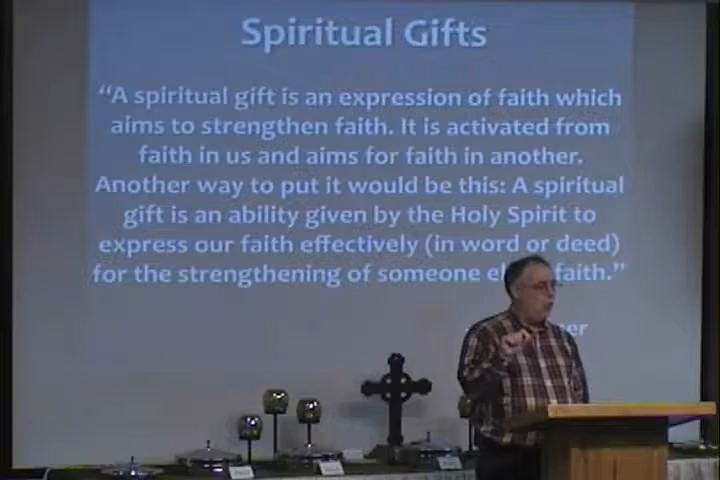 Spiritual Gifts
“A spiritual gift is an expression of faith which
aims to strengthen faith. It is activated from
faith in us and aims for faith in another.
Another way to put it would be this: A spiritual
gift is an ability given by the Holy Spirit to
express our faith effectively (in word or deed)
for the strengthening of someone faith.”